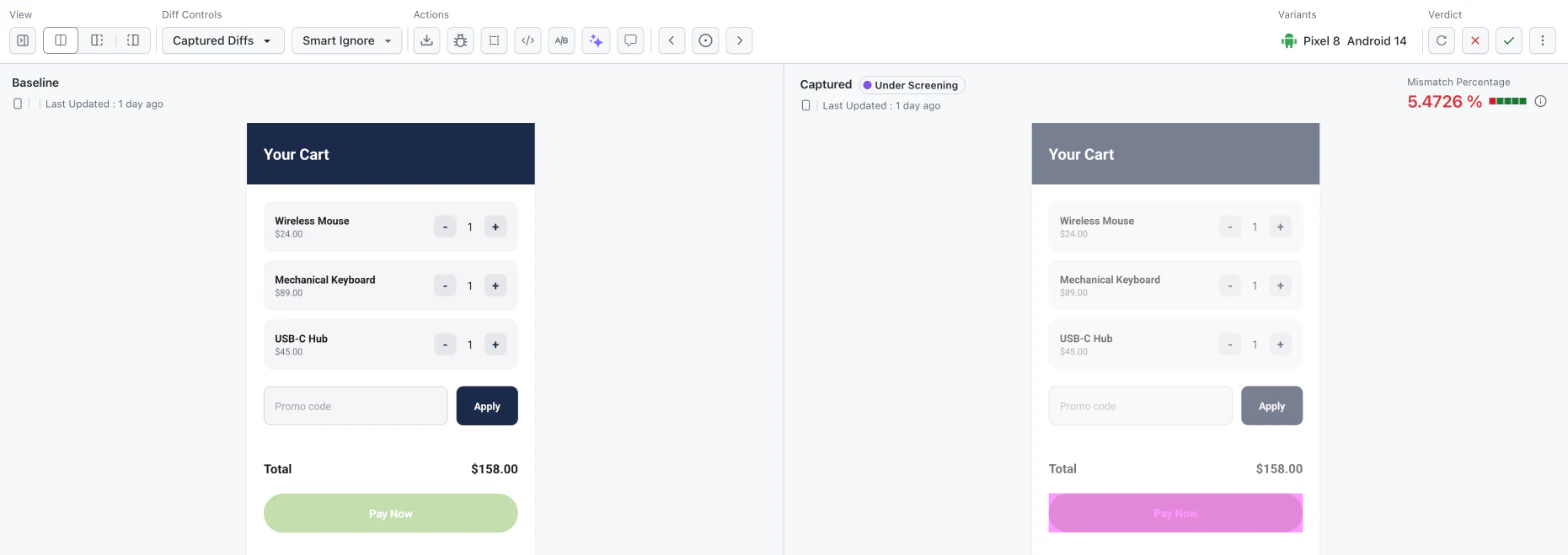 View
Diff Controls
Actions
Variants
Verdict
Captured Diffs
Smart Ignore
A/B
Pixel 8 Android 14
Baseline
Last Updated : 1 day ago
Captured
Under Screening
Last Updated : 1 day ago
Mismatch Percentage
5.4726 %
Your Cart
Wireless Mouse
$24.00
- 1 +
Mechanical Keyboard
$89.00
- 1 +
USB-C Hub
$45.00
- 1 +
Promo code
Apply
Total $158.00
Pay Now
Your Cart
Wireless Mouse
$24.00
- 1 +
Mechanical Keyboard
$89.00
- 1 +
USB-C Hub
$45.00
- 1 +
Promo code
Apply
Total $158.00
Pay Now